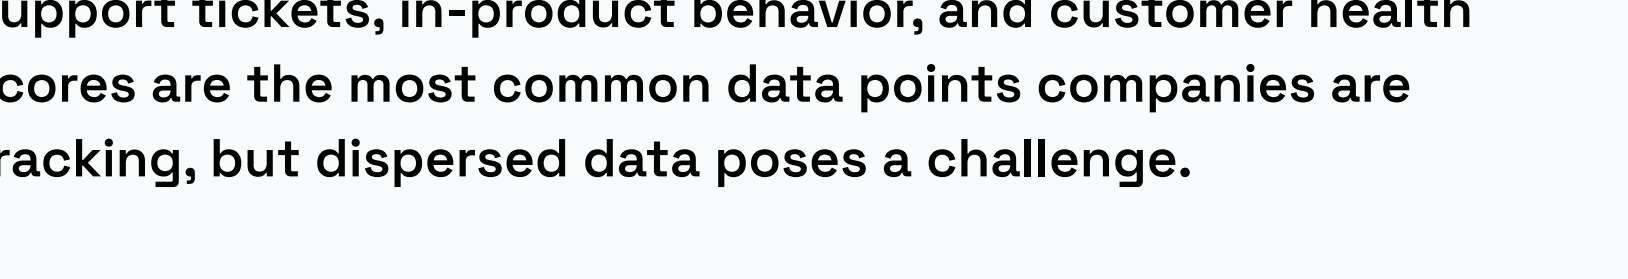 upport tickets, in-product behavior, and customer health
cores are the most common data points companies are
racking, but dispersed data poses a challenge.